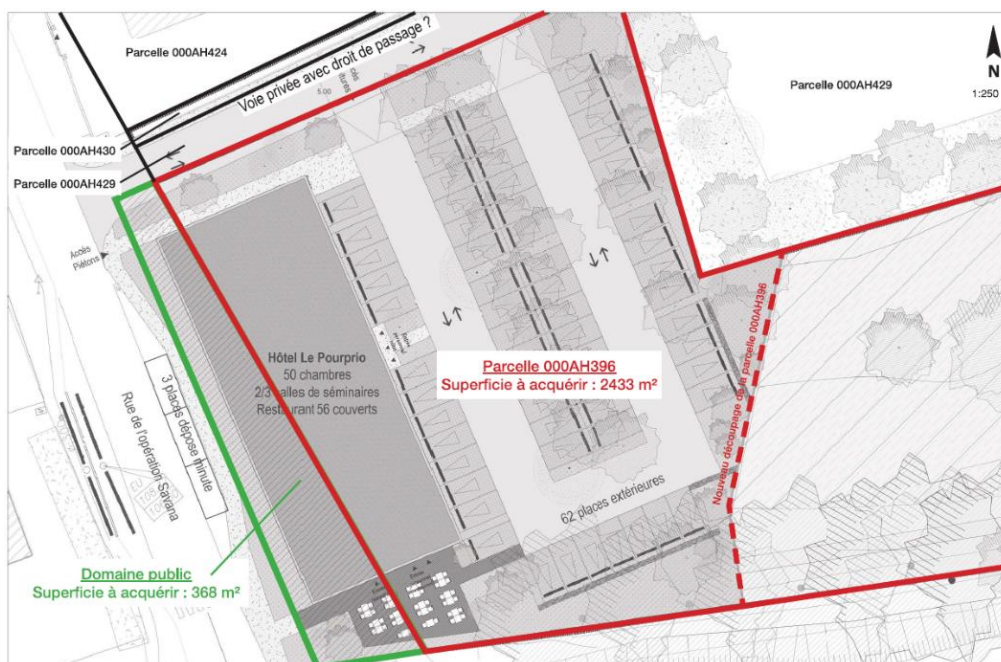 Parcelle 000AH424
Voie privée avec droit de passage ?
5.00
N
1:250
Parcelle 000AH429
Parcelle 000AH430
Parcelle 000AH429
Accès
Piétons
Hôtel Le Pourprio
50 chambres
2/3 salles de séminaires
Restaurant 56 couverts
Parcelle 000AH396
Superficie à acquérir : 2433 m²
Nouveau découpage de la parcelle 000AH396
3 places dépose minute
Rue de l'opération Savana
62 places extérieures
Domaine public
Superficie à acquérir : 368 m²